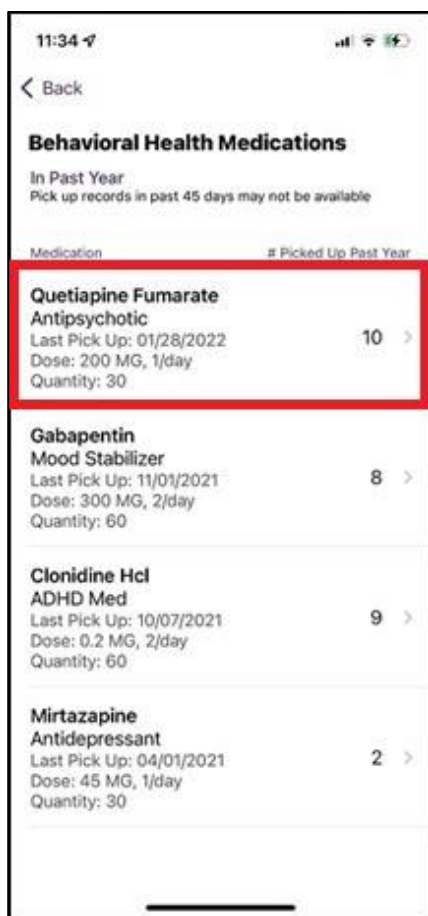 11:34
Back
Behavioral Health Medications
In Past Year
Pick up records in past 45 days may not be available
Medication # Picked Up Past Year
Quetiapine Fumarate
Antipsychotic
Last Pick Up: 01/28/2022
Dose: 200 MG, 1/day
Quantity: 30
10
Gabapentin
Mood Stabilizer
Last Pick Up: 11/01/2021
Dose: 300 MG, 2/day
Quantity: 60
8
Clonidine Hcl
ADHD Med
Last Pick Up: 10/07/2021
Dose: 0.2 MG, 2/day
Quantity: 60
9
Mirtazapine
Antidepressant
Last Pick Up: 04/01/2021
Dose: 45 MG, 1/day
Quantity: 30
2